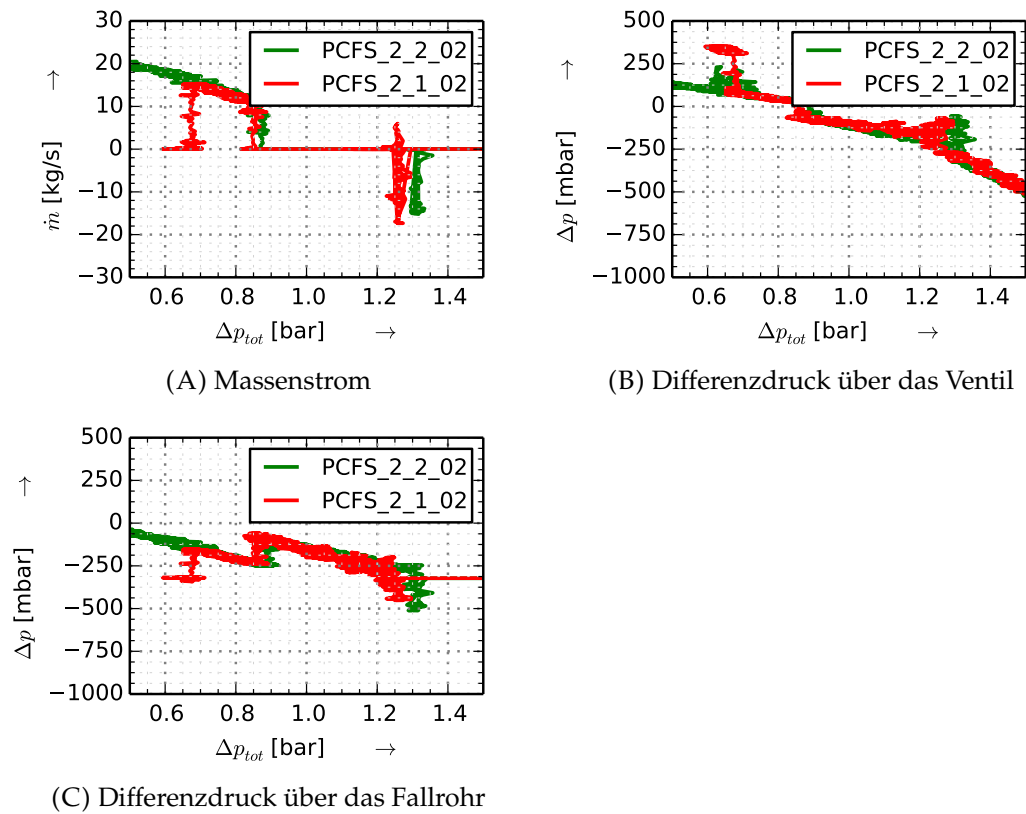 30
20
10
0
−10
−20
−30
ṁ [kg/s] →
PCFS_2_2_02
PCFS_2_1_02
0.6 0.8 1.0 1.2 1.4
Δp_tot [bar] →
(A) Massenstrom
500
250
0
−250
−500
−750
−1000
Δp [mbar] →
PCFS_2_2_02
PCFS_2_1_02
0.6 0.8 1.0 1.2 1.4
Δp_tot [bar] →
(B) Differenzdruck über das Ventil
500
250
0
−250
−500
−750
−1000
Δp [mbar] →
PCFS_2_2_02
PCFS_2_1_02
0.6 0.8 1.0 1.2 1.4
Δp_tot [bar] →
(C) Differenzdruck über das Fallrohr